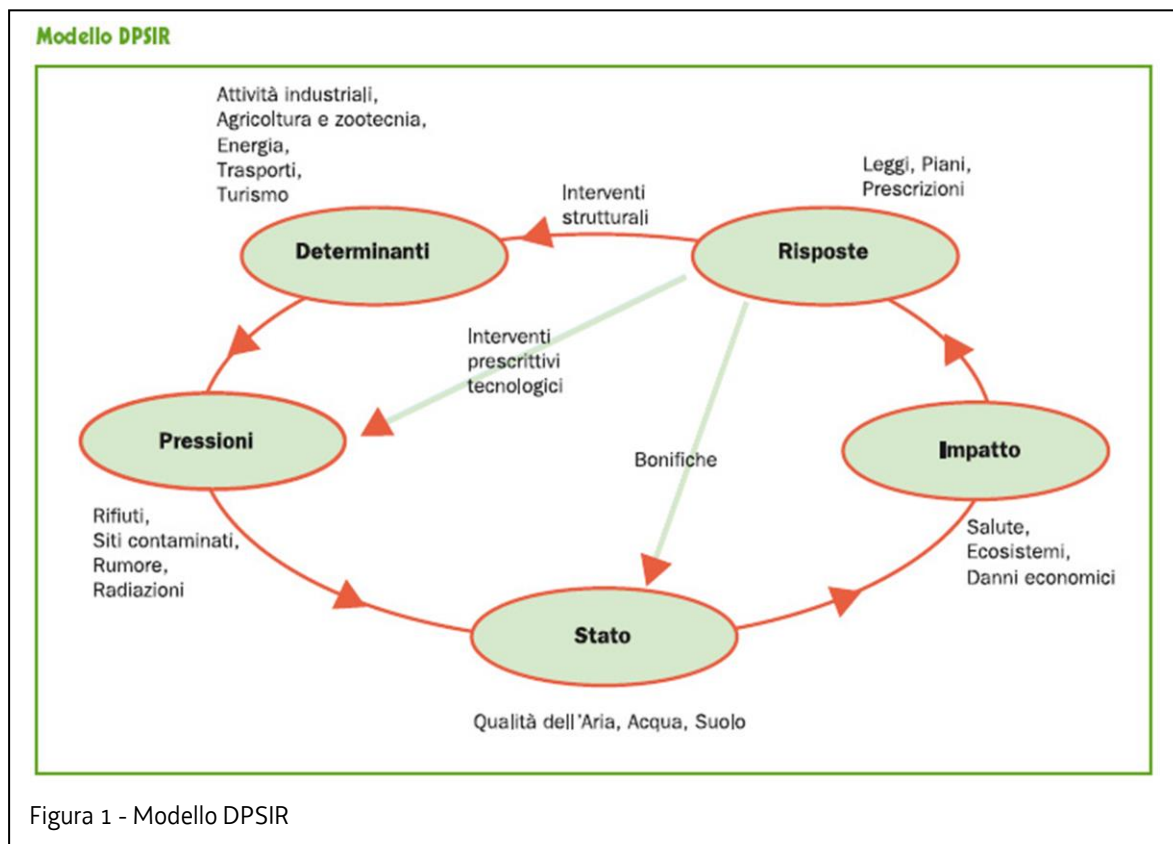 Modello DPSIR
Attività industriali,
Agricoltura e zootecnia,
Energia,
Trasporti,
Turismo
Leggi, Piani,
Prescrizioni
Interventi
strutturali
Determinanti
Risposte
Interventi
prescrittivi
tecnologici
Pressioni
Bonifiche
Impatto
Rifiuti,
Siti contaminati,
Rumore,
Radiazioni
Salute,
Ecosistemi,
Danni economici
Stato
Qualità dell'Aria, Acqua, Suolo
Figura 1 - Modello DPSIR